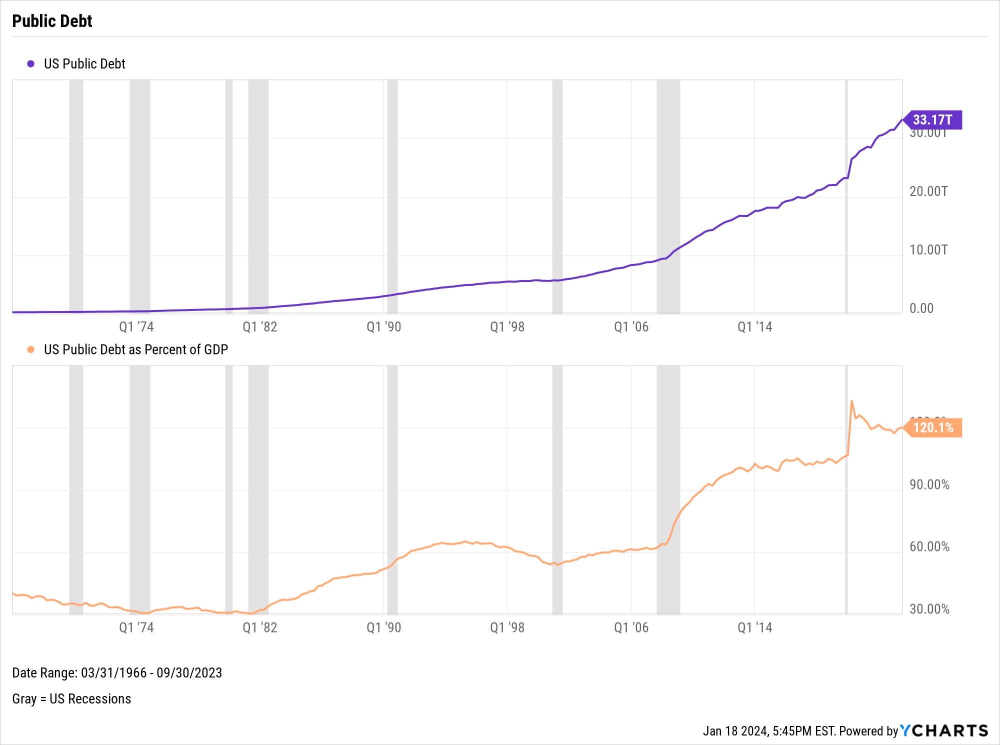 Public Debt
US Public Debt
33.17T
30.00T
20.00T
10.00T
0.00
Q1 '74 Q1 '82 Q1 '90 Q1 '98 Q1 '06 Q1 '14
US Public Debt as Percent of GDP
120.1%
90.00%
60.00%
30.00%
Q1 '74 Q1 '82 Q1 '90 Q1 '98 Q1 '06 Q1 '14
Date Range: 03/31/1966 - 09/30/2023
Gray = US Recessions
Jan 18 2024, 5:45PM EST. Powered by YCHARTS